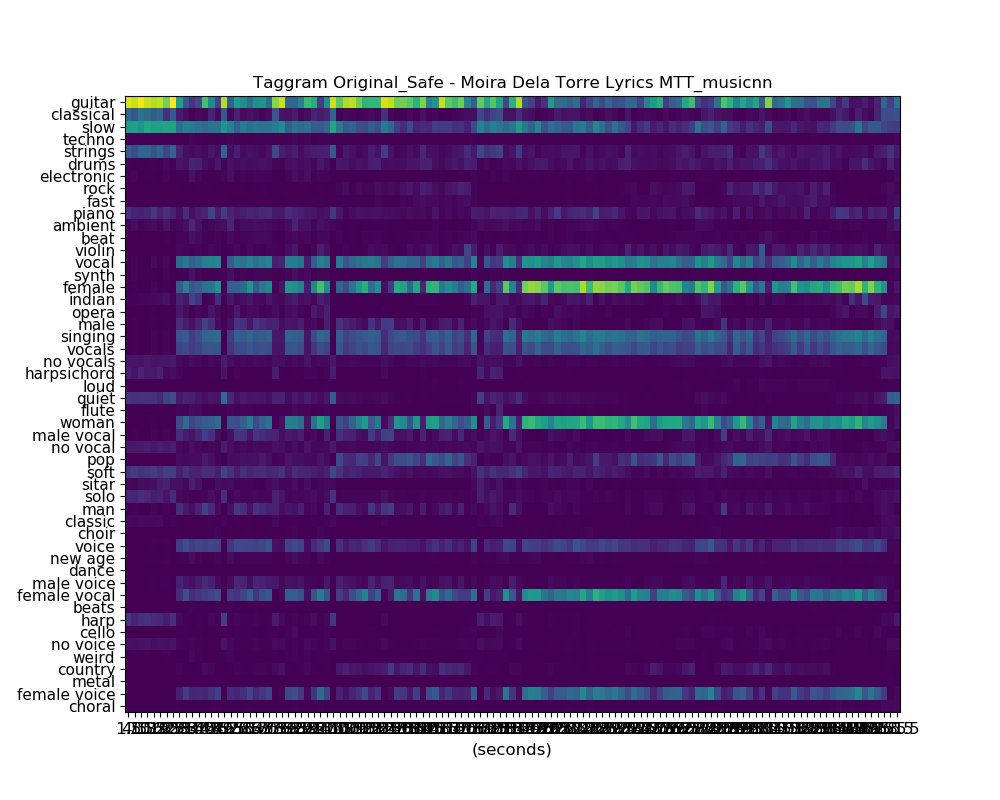 Taggram Original_Safe - Moira Dela Torre Lyrics MTT_musicnn
guitar
classical
slow
techno
strings
drums
electronic
rock
fast
piano
ambient
beat
violin
vocal
synth
female
indian
opera
male
singing
vocals
no vocals
harpsichord
loud
quiet
flute
woman
male vocal
no vocal
pop
soft
sitar
solo
man
classic
choir
voice
new age
dance
male voice
female vocal
beats
harp
cello
no voice
weird
country
metal
female voice
choral
(seconds)